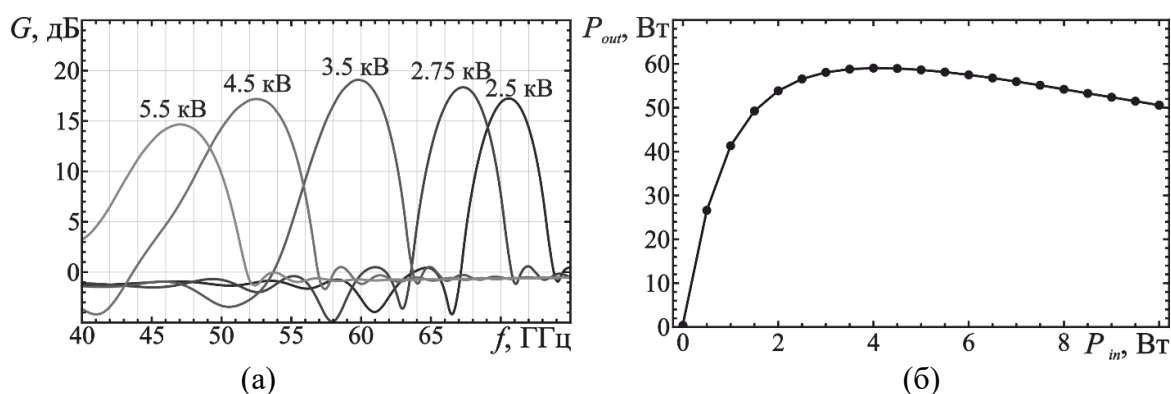 G, дБ
20
15
10
5
0
5.5 кВ
4.5 кВ
3.5 кВ
2.75 кВ
2.5 кВ
40 45 50 55 60 65 f, ГГц
(а)
P_out, Вт
60
50
40
30
20
10
0
0 2 4 6 8 P_in, Вт
(б)